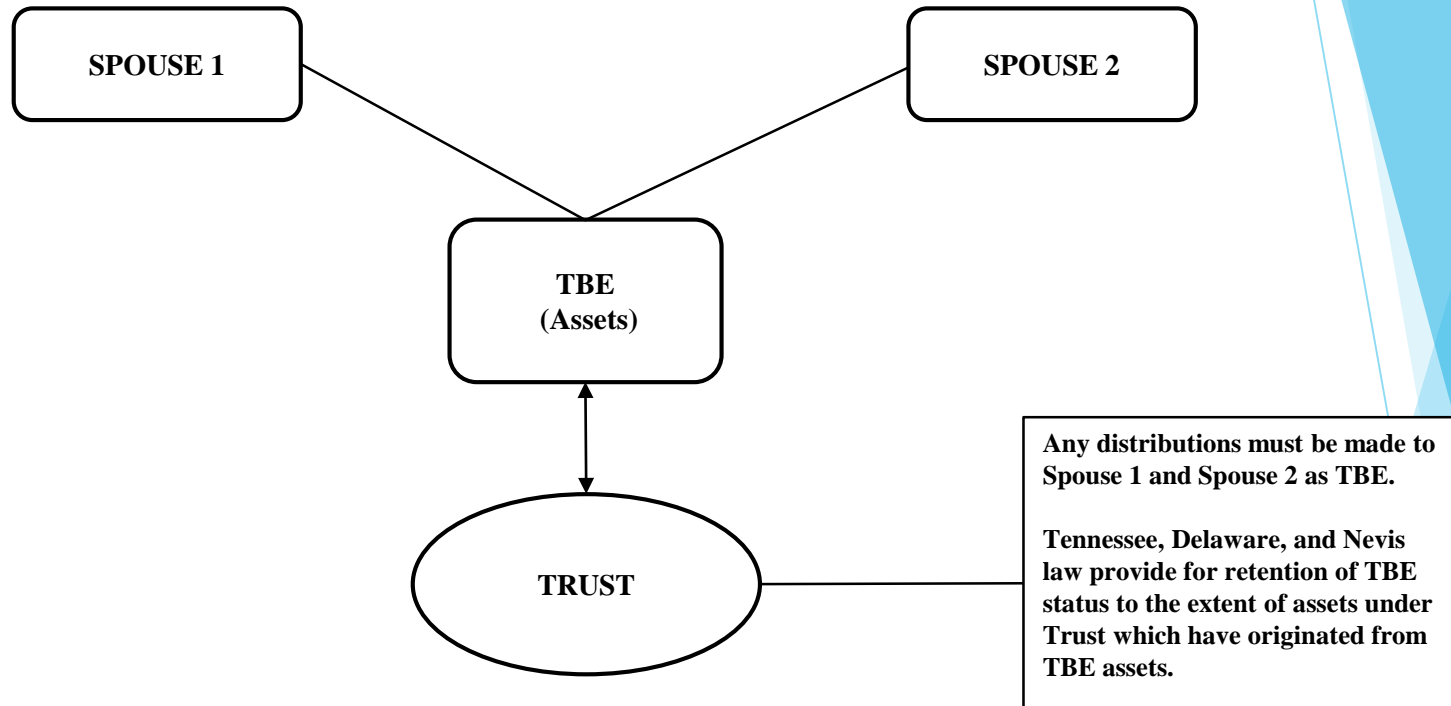 SPOUSE 1
SPOUSE 2
TBE
(Assets)
TRUST
Any distributions must be made to
Spouse 1 and Spouse 2 as TBE.
Tennessee, Delaware, and Nevis
law provide for retention of TBE
status to the extent of assets under
Trust which have originated from
TBE assets.